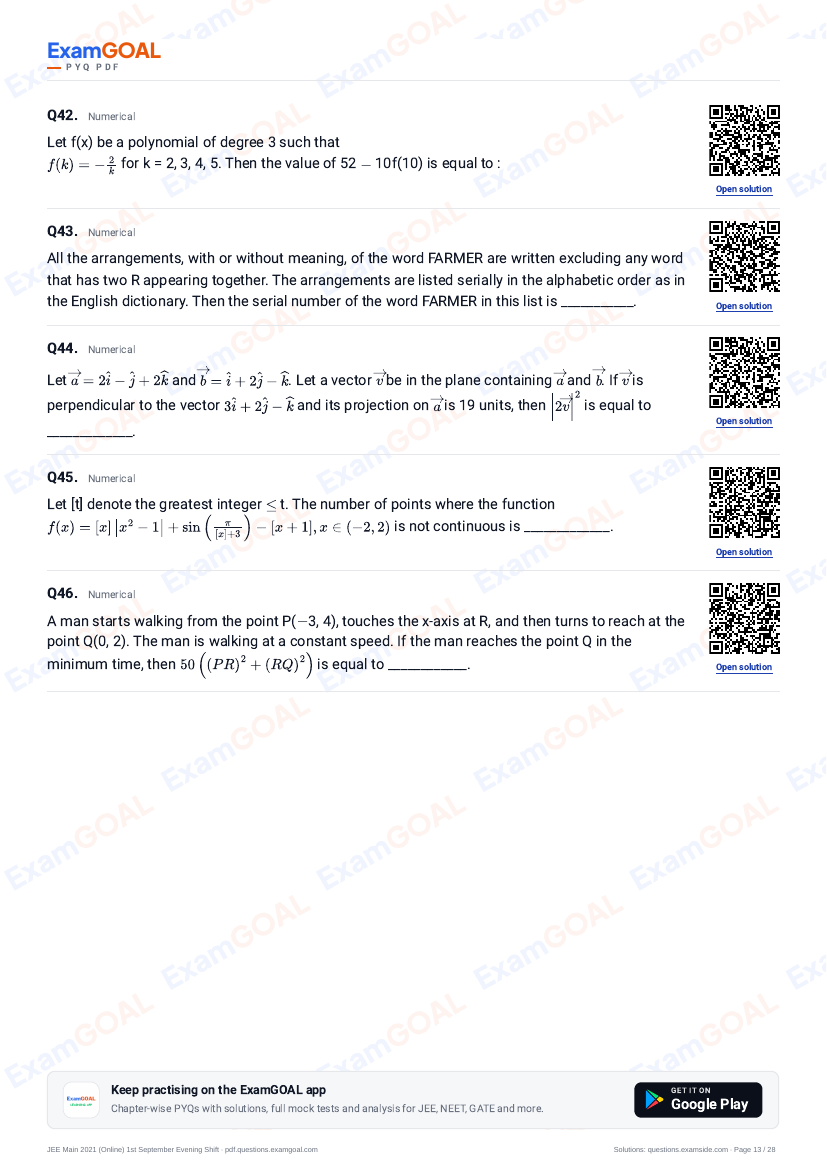 ExamGOAL
PYQ PDF
Q42. Numerical
Let f(x) be a polynomial of degree 3 such that
f(k) = −2/k for k = 2, 3, 4, 5. Then the value of 52 − 10f(10) is equal to :
Open solution
Q43. Numerical
All the arrangements, with or without meaning, of the word FARMER are written excluding any word
that has two R appearing together. The arrangements are listed serially in the alphabetic order as in
the English dictionary. Then the serial number of the word FARMER in this list is ___________.
Open solution
Q44. Numerical
Let a⃗ = 2î − ĵ + 2k̂ and b⃗ = î + 2ĵ − k̂. Let a vector v⃗ be in the plane containing a⃗ and b⃗. If v⃗ is
perpendicular to the vector 3î + 2ĵ − k̂ and its projection on a⃗ is 19 units, then |2v⃗|² is equal to
_____________.
Open solution
Q45. Numerical
Let [t] denote the greatest integer ≤ t. The number of points where the function
f(x) = [x] |x² − 1| + sin (π/([x]+3)) − [x + 1], x ∈ (−2, 2) is not continuous is _____________.
Open solution
Q46. Numerical
A man starts walking from the point P(−3, 4), touches the x-axis at R, and then turns to reach at the
point Q(0, 2). The man is walking at a constant speed. If the man reaches the point Q in the
minimum time, then 50 ((PR)² + (RQ)²) is equal to ____________.
Open solution
ExamGOAL
Keep practising on the ExamGOAL app
Chapter-wise PYQs with solutions, full mock tests and analysis for JEE, NEET, GATE and more.
GET IT ON
Google Play
JEE Main 2021 (Online) 1st September Evening Shift · pdf.questions.examgoal.com
Solutions: questions.examside.com · Page 13 / 28